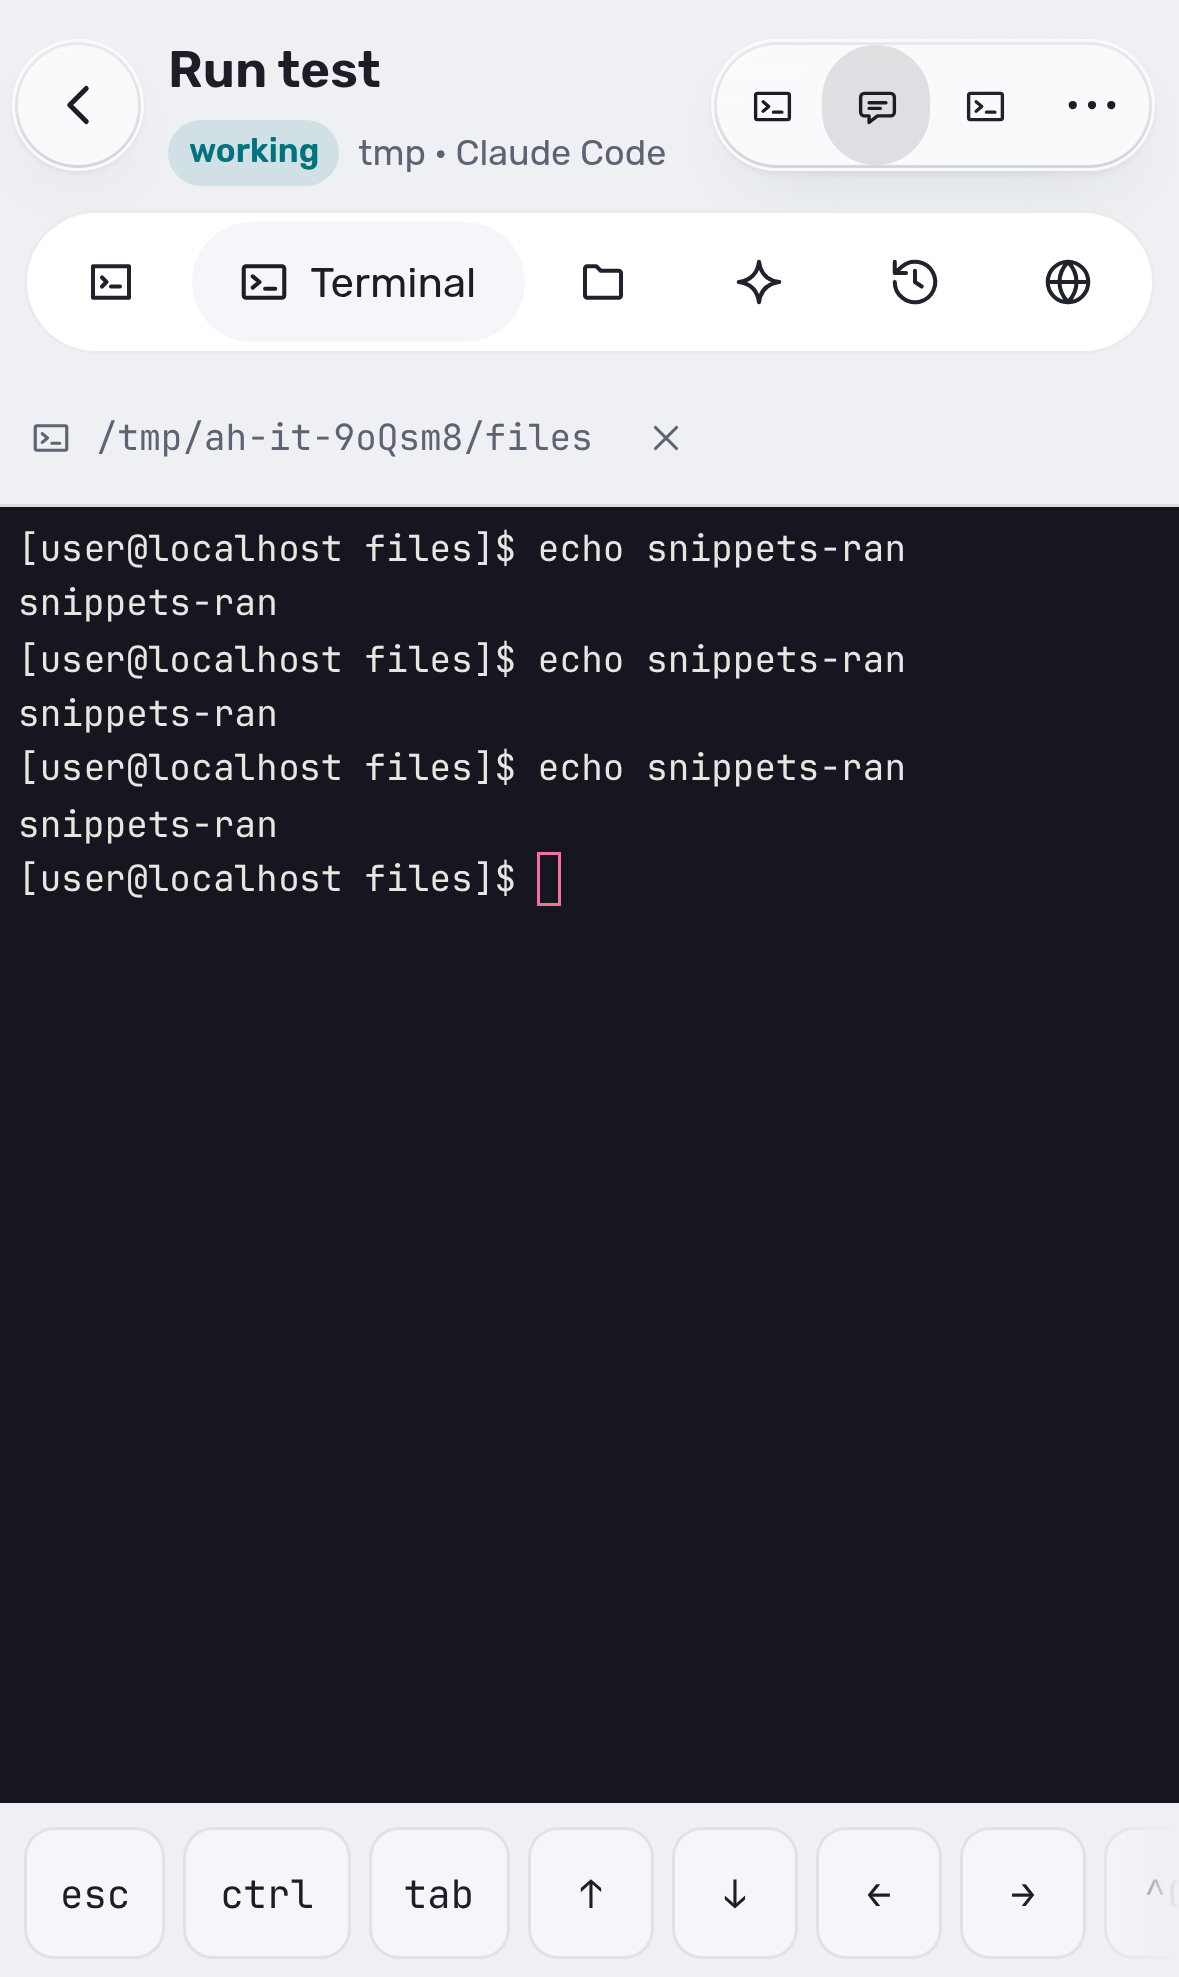 Run test
working tmp • Claude Code
Terminal
/tmp/ah-it-9oQsm8/files
[user@localhost files]$ echo snippets-ran
snippets-ran
[user@localhost files]$ echo snippets-ran
snippets-ran
[user@localhost files]$ echo snippets-ran
snippets-ran
[user@localhost files]$
esc ctrl tab ↑ ↓ ← →